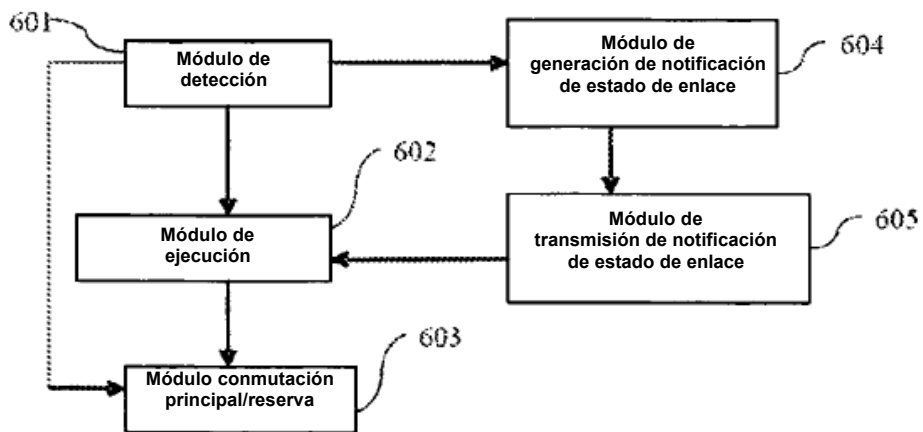 601
Módulo de
detección
Módulo de
generación de notificación
de estado de enlace
604
602
Módulo de
ejecución
Módulo de
transmisión de notificación
de estado de enlace
605
603
Módulo conmutación
principal/reserva